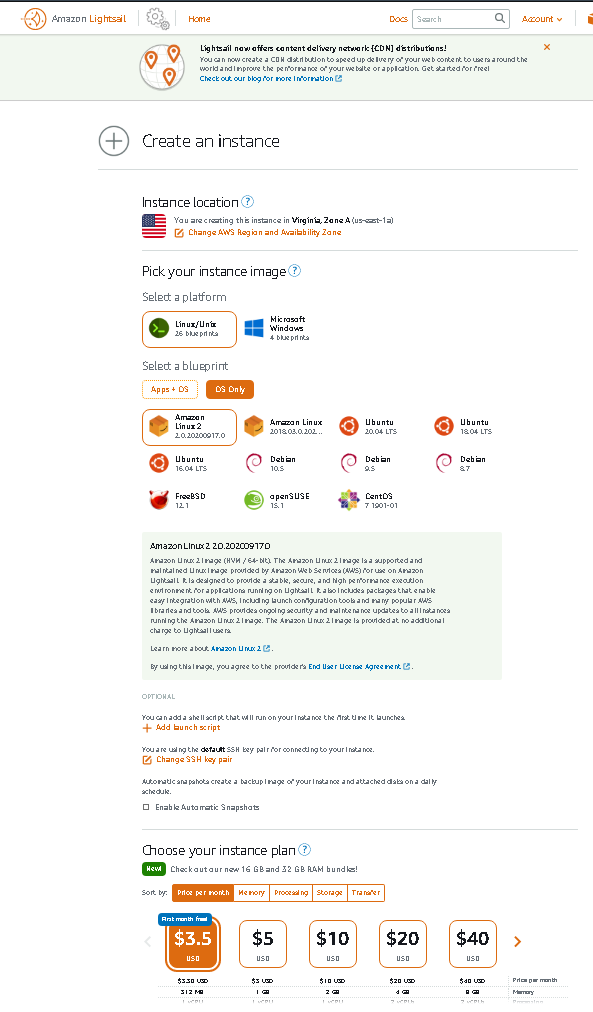 Amazon Lightsail
Home
Docs
Search
Account
Lightsail now offers content delivery network (CDN) distributions!
You can now create a CDN distribution to speed up delivery of your web content to users around the
world and improve the performance of your website or application. Get started for free!
Check out our blog for more information
Create an instance
Instance location ?
You are creating this instance in Virginia, Zone A (us-east-1a)
Change AWS Region and Availability Zone
Pick your instance image ?
Select a platform
Linux/Unix
26 blueprints
Microsoft
Windows
4 blueprints
Select a blueprint
Apps + OS
OS Only
Amazon
Linux 2
2.0.20200917.0
Amazon Linux
2018.03.0.202...
Ubuntu
20.04 LTS
Ubuntu
18.04 LTS
Ubuntu
16.04 LTS
Debian
10.5
Debian
9.5
Debian
8.7
FreeBSD
12.1
openSUSE
15.1
CentOS
7 1901-01
Amazon Linux 2 2.0.20200917.0
Amazon Linux 2 Image (HVM / 64-bit). The Amazon Linux 2 Image is a supported and
maintained Linux image provided by Amazon Web Services (AWS) for use on Amazon
Lightsail. It is designed to provide a stable, secure, and high performance execution
environment for applications running on Lightsail. It also includes packages that enable
easy integration with AWS, including launch configuration tools and many popular AWS
libraries and tools. AWS provides ongoing security and maintenance updates to all instances
running the Amazon Linux 2 Image. The Amazon Linux 2 Image is provided at no additional
charge to Lightsail users.
Learn more about Amazon Linux 2 .
By using this image, you agree to the provider's End User License Agreement .
OPTIONAL
You can add a shell script that will run on your instance the first time it launches.
Add launch script
You are using the default SSH key pair for connecting to your instance.
Change SSH key pair
Automatic snapshots create a backup image of your instance and attached disks on a daily
schedule.
Enable Automatic Snapshots
Choose your instance plan ?
New! Check out our new 16 GB and 32 GB RAM bundles!
Sort by: Price per month Memory Processing Storage Transfer
First month free!
$3.5 USD
$5 USD
$10 USD
$20 USD
$40 USD
$3.50 USD $5 USD $10 USD $20 USD $40 USD Price per month
512 MB 1 GB 2 GB 4 GB 8 GB Memory